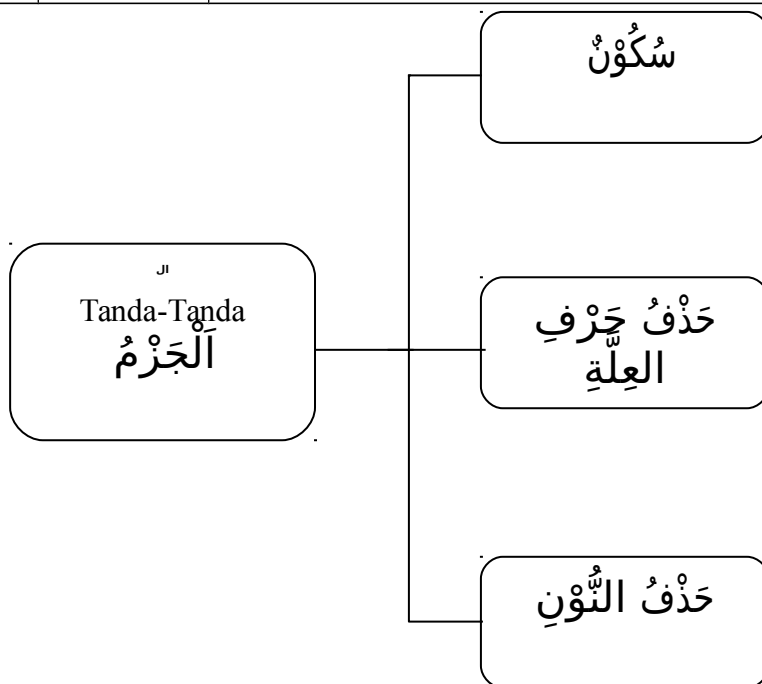 سُكُوْنٌ
ال
Tanda-Tanda
اَلْجَزْمُ
حَذْفُ حَرْفِ
العِلَّةِ
حَذْفُ النُّوْنِ